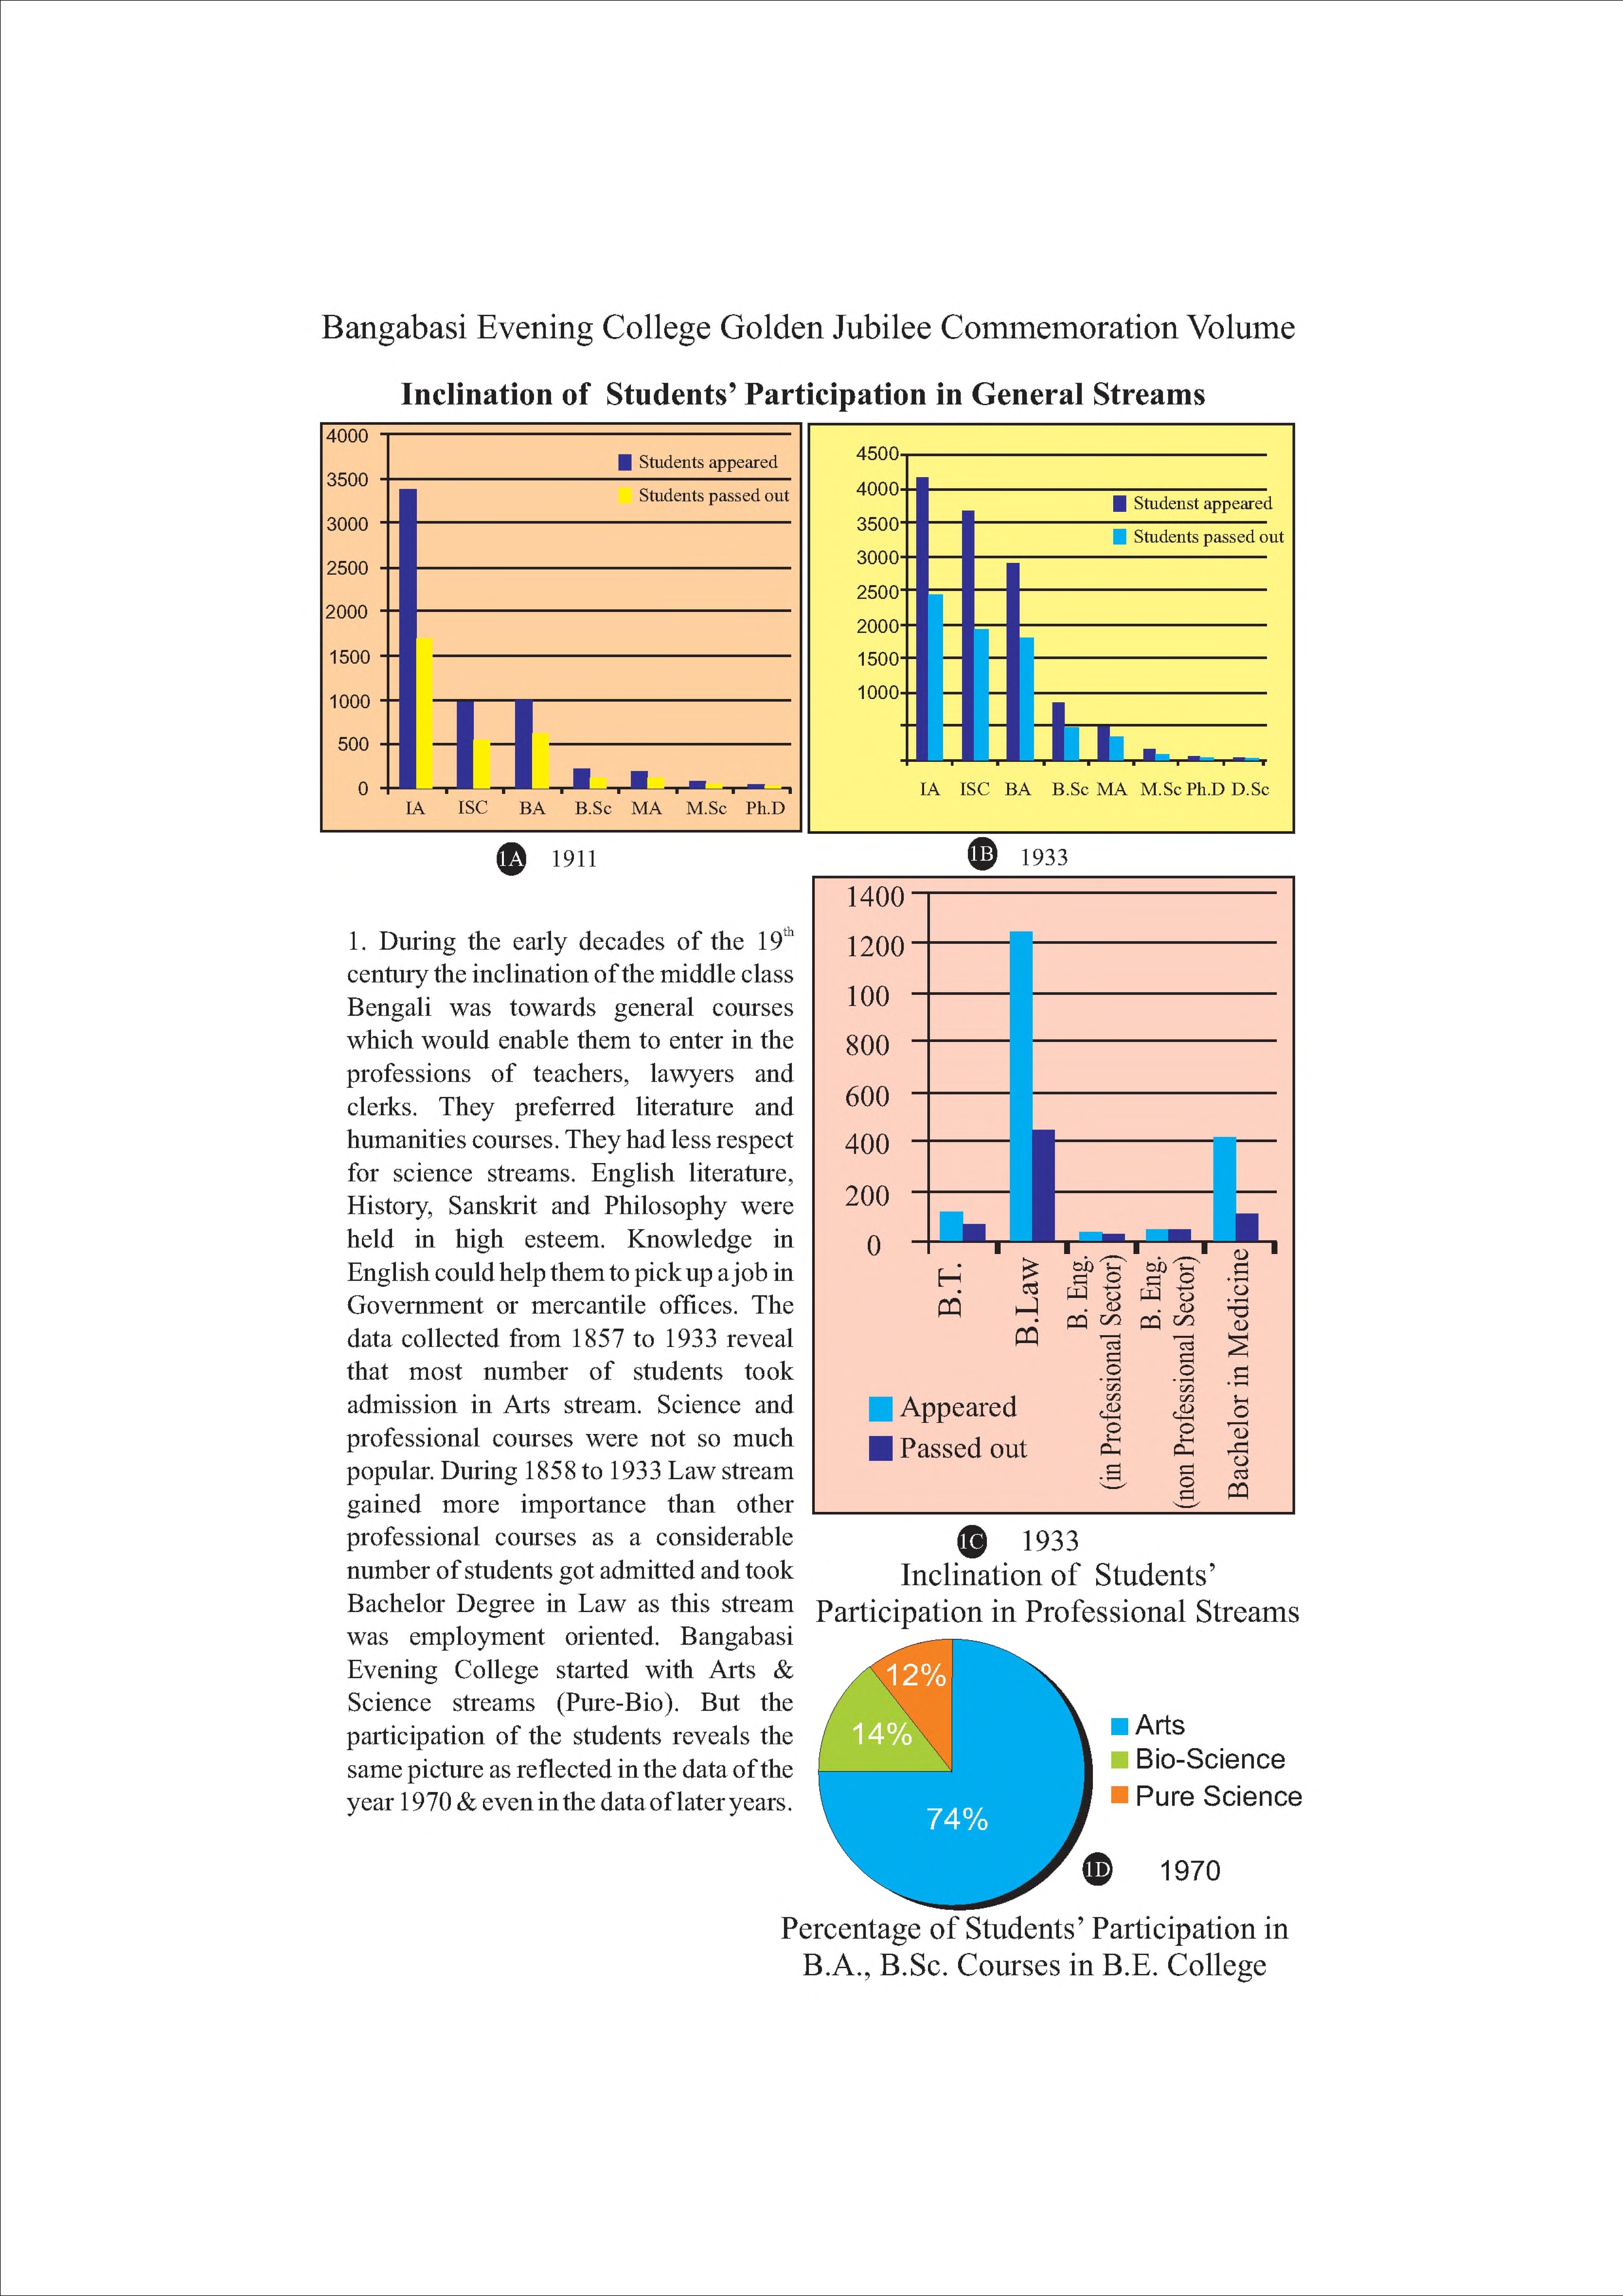 Bangabasi Evening College Golden Jubilee Commemoration Volume
Inclination of Students' Participation in General Streams
4000
3500
3000
2500
2000
1500
1000
500
0
Students appeared
Students passed out
IA ISC BA B.Sc MA M.Sc Ph.D
1A 1911
4500
4000
3500
3000
2500
2000
1500
1000
Studenst appeared
Students passed out
IA ISC BA B.Sc MA M.Sc Ph.D D.Sc
1B 1933
1. During the early decades of the 19th
century the inclination of the middle class
Bengali was towards general courses
which would enable them to enter in the
professions of teachers, lawyers and
clerks. They preferred literature and
humanities courses. They had less respect
for science streams. English literature,
History, Sanskrit and Philosophy were
held in high esteem. Knowledge in
English could help them to pick up a job in
Government or mercantile offices. The
data collected from 1857 to 1933 reveal
that most number of students took
admission in Arts stream. Science and
professional courses were not so much
popular. During 1858 to 1933 Law stream
gained more importance than other
professional courses as a considerable
number of students got admitted and took
Bachelor Degree in Law as this stream
was employment oriented. Bangabasi
Evening College started with Arts &
Science streams (Pure-Bio). But the
participation of the students reveals the
same picture as reflected in the data of the
year 1970 & even in the data of later years.
1400
1200
100
800
600
400
200
0
B.T.
B.Law
B. Eng.
(in Professional Sector)
B. Eng.
(non Professional Sector)
Bachelor in Medicine
Appeared
Passed out
1C 1933
Inclination of Students'
Participation in Professional Streams
12%
14%
74%
Arts
Bio-Science
Pure Science
1D 1970
Percentage of Students' Participation in
B.A., B.Sc. Courses in B.E. College